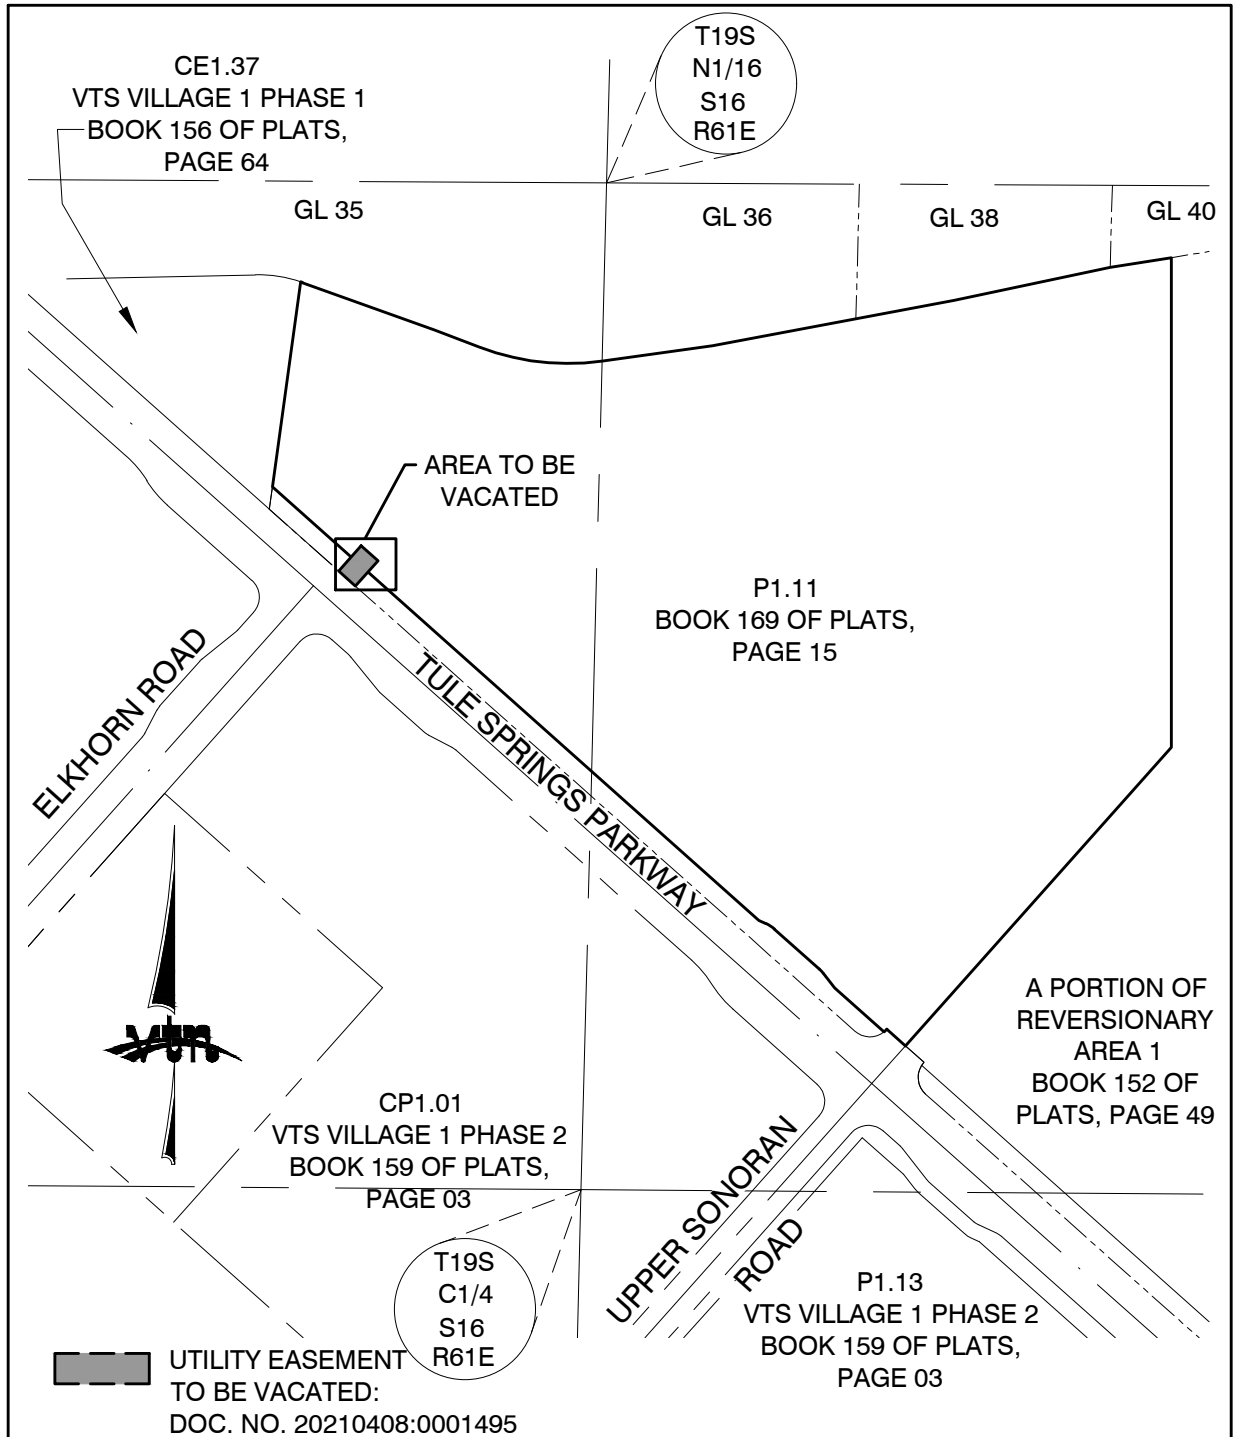 T19S
N1/16
S16
R61E
CE1.37
VTS VILLAGE 1 PHASE 1
BOOK 156 OF PLATS,
PAGE 64
GL 35
GL 36
GL 38
GL 40
AREA TO BE
VACATED
P1.11
BOOK 169 OF PLATS,
PAGE 15
ELKHORN ROAD
TULE SPRINGS PARKWAY
A PORTION OF
REVERSIONARY
AREA 1
BOOK 152 OF
PLATS, PAGE 49
vtn
CP1.01
VTS VILLAGE 1 PHASE 2
BOOK 159 OF PLATS,
PAGE 03
UPPER SONORAN
ROAD
T19S
C1/4
S16
R61E
P1.13
VTS VILLAGE 1 PHASE 2
BOOK 159 OF PLATS,
PAGE 03
UTILITY EASEMENT
TO BE VACATED:
DOC. NO. 20210408:0001495